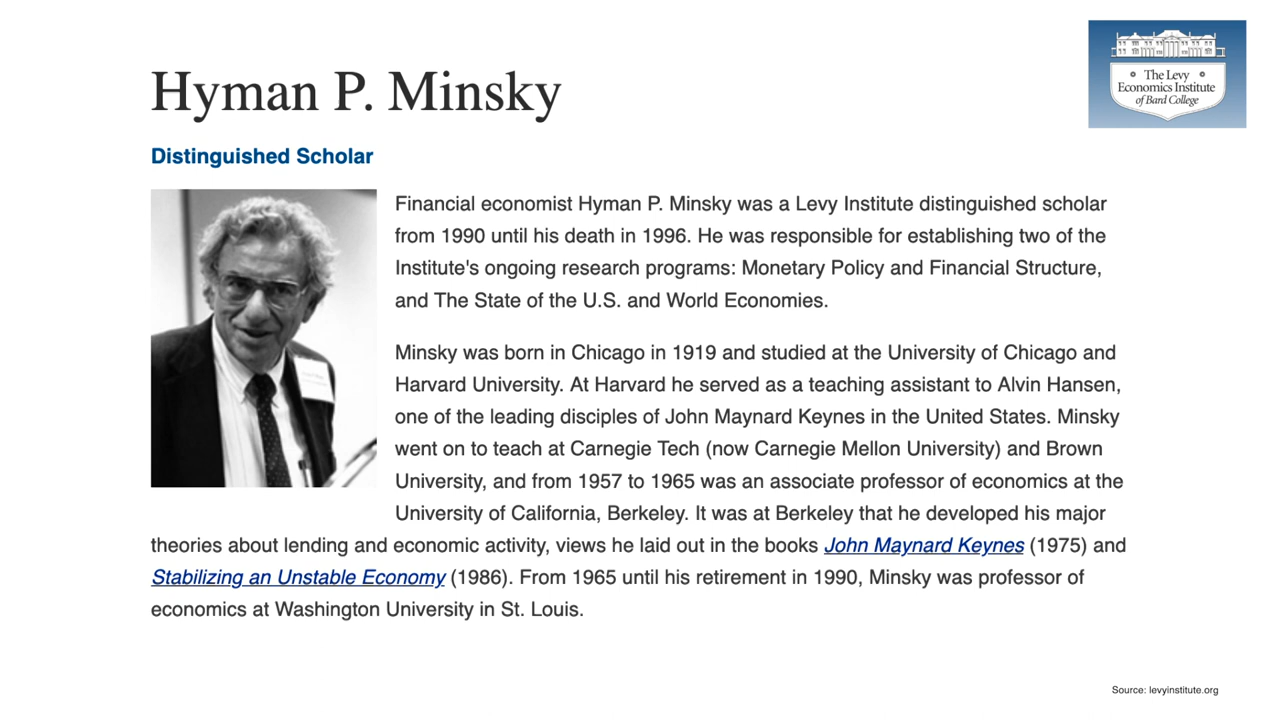 Hyman P. Minsky
The Levy
Economics Institute
of Bard College
Distinguished Scholar
Financial economist Hyman P. Minsky was a Levy Institute distinguished scholar
from 1990 until his death in 1996. He was responsible for establishing two of the
Institute's ongoing research programs: Monetary Policy and Financial Structure,
and The State of the U.S. and World Economies.
Minsky was born in Chicago in 1919 and studied at the University of Chicago and
Harvard University. At Harvard he served as a teaching assistant to Alvin Hansen,
one of the leading disciples of John Maynard Keynes in the United States. Minsky
went on to teach at Carnegie Tech (now Carnegie Mellon University) and Brown
University, and from 1957 to 1965 was an associate professor of economics at the
University of California, Berkeley. It was at Berkeley that he developed his major
theories about lending and economic activity, views he laid out in the books John Maynard Keynes (1975) and
Stabilizing an Unstable Economy (1986). From 1965 until his retirement in 1990, Minsky was professor of
economics at Washington University in St. Louis.
Source: levyinstitute.org